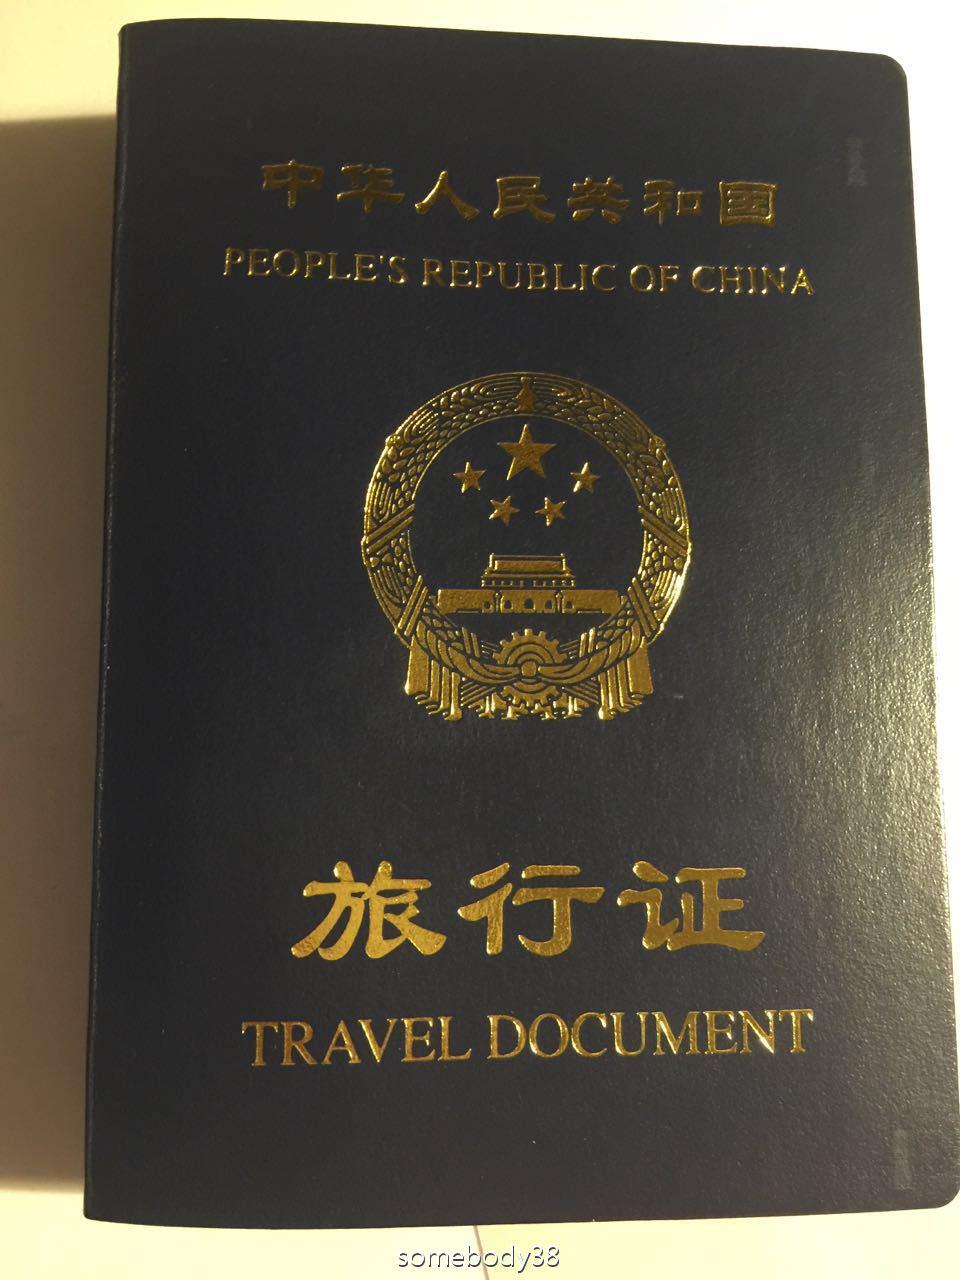 中华人民共和国
PEOPLE'S REPUBLIC OF CHINA
旅行证
TRAVEL DOCUMENT
somebody38